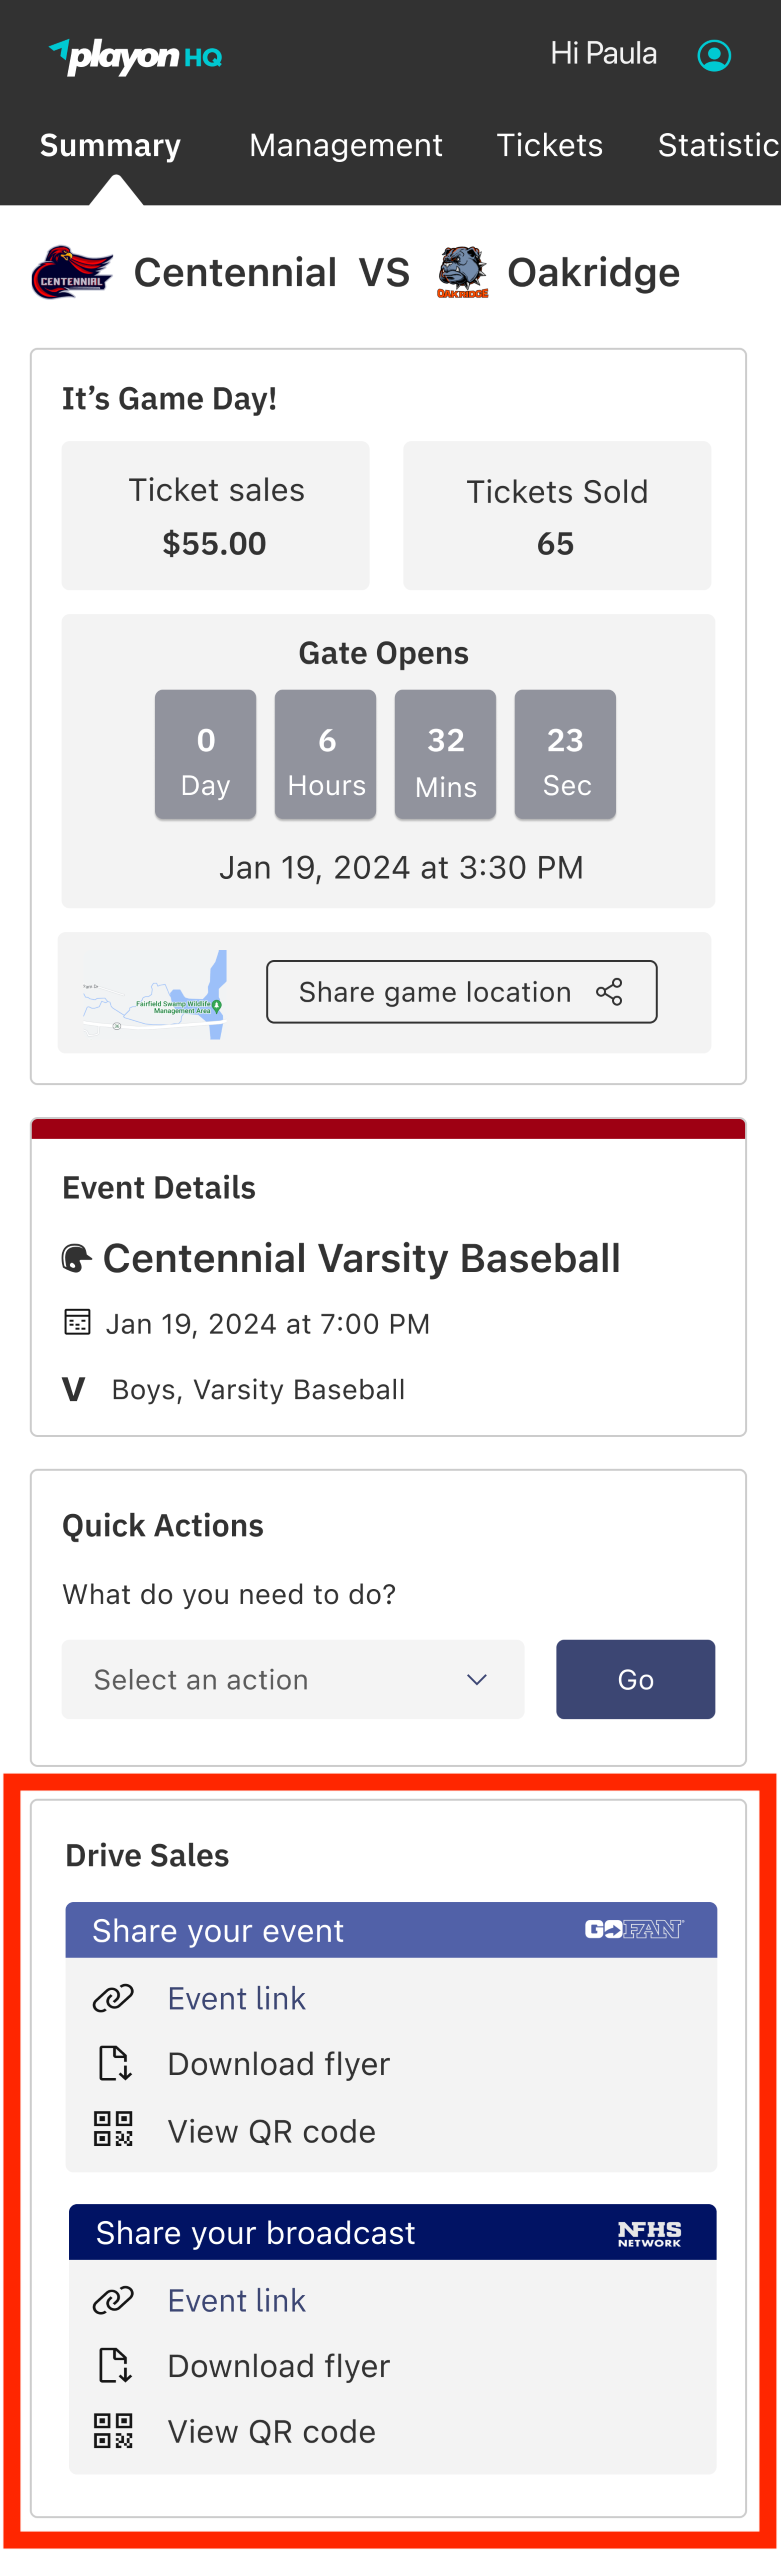 playon HQ
Hi Paula
Summary Management Tickets Statistic
CENTENNIAL Centennial VS OAKRIDGE Oakridge
It's Game Day!
Ticket sales
$55.00
Tickets Sold
65
Gate Opens
0 6 32 23
Day Hours Mins Sec
Jan 19, 2024 at 3:30 PM
Fairfield Swamp Wildlife
Management Area
Share game location
Event Details
Centennial Varsity Baseball
Jan 19, 2024 at 7:00 PM
V Boys, Varsity Baseball
Quick Actions
What do you need to do?
Select an action
Go
Drive Sales
Share your event GOFAN
Event link
Download flyer
View QR code
Share your broadcast NFHS
NETWORK
Event link
Download flyer
View QR code